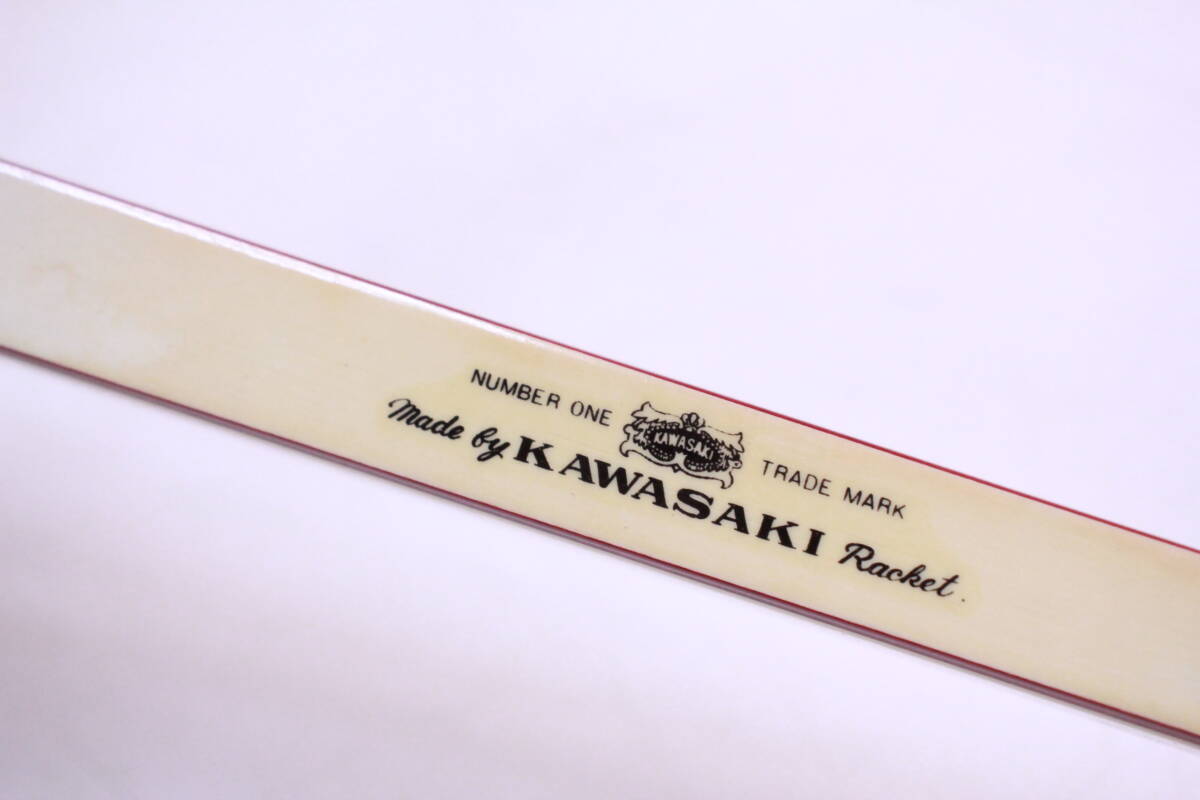 NUMBER ONE KAWASAKI TRADE MARK
Made by KAWASAKI Racket.